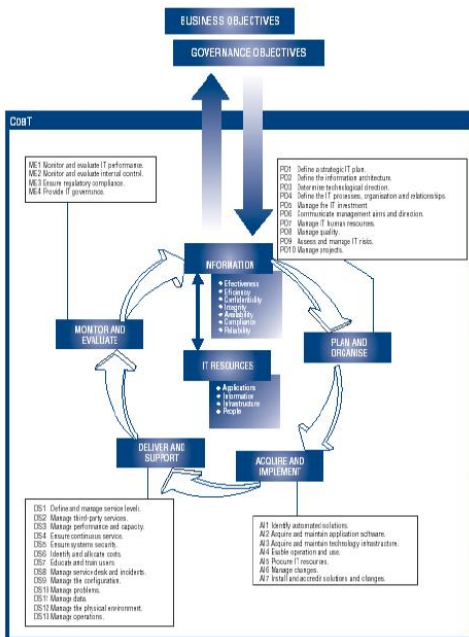 BUSINESS OBJECTIVES
GOVERNANCE OBJECTIVES
COBIT
ME1 Monitor and evaluate IT performance.
ME2 Monitor and evaluate internal control.
ME3 Ensure regulatory compliance.
ME4 Provide IT governance.
PO1 Define a strategic IT plan.
PO2 Define the information architecture.
PO3 Determine technological direction.
PO4 Define the IT processes, organisation and relationships.
PO5 Manage the IT investment.
PO6 Communicate management aims and direction.
PO7 Manage IT human resources.
PO8 Manage quality.
PO9 Assess and manage IT risks.
PO10 Manage projects.
INFORMATION
Effectiveness
Efficiency
Confidentiality
Integrity
Availability
Compliance
Reliability
MONITOR AND
EVALUATE
PLAN AND
ORGANISE
IT RESOURCES
Applications
Information
Infrastructure
People
DELIVER AND
SUPPORT
ACQUIRE AND
IMPLEMENT
DS1 Define and manage service levels.
DS2 Manage third-party services.
DS3 Manage performance and capacity.
DS4 Ensure continuous service.
DS5 Ensure systems security.
DS6 Identify and allocate costs.
DS7 Educate and train users.
DS8 Manage service desk and incidents.
DS9 Manage the configuration.
DS10 Manage problems.
DS11 Manage data.
DS12 Manage the physical environment.
DS13 Manage operations.
AI1 Identify automated solutions.
AI2 Acquire and maintain application software.
AI3 Acquire and maintain technology infrastructure.
AI4 Enable operation and use.
AI5 Procure IT resources.
AI6 Manage changes.
AI7 Install and accredit solutions and changes.